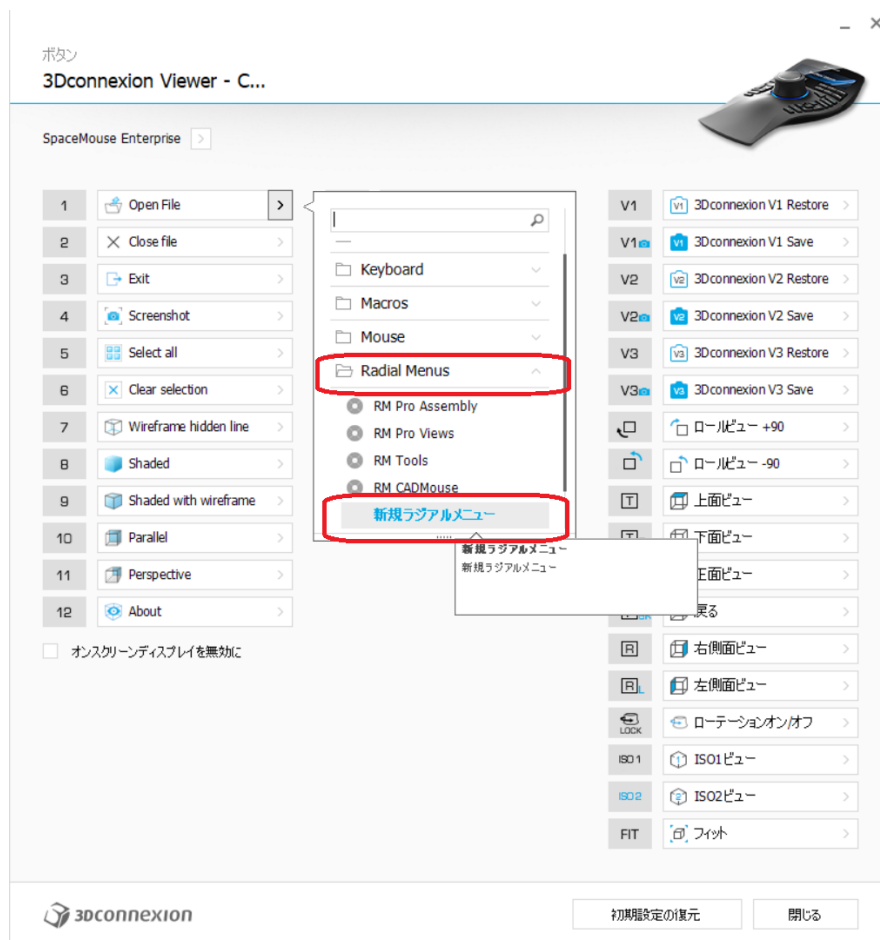 ボタン
3Dconnexion Viewer - C...
SpaceMouse Enterprise
1 Open File
2 Close file
3 Exit
4 Screenshot
5 Select all
6 Clear selection
7 Wireframe hidden line
8 Shaded
9 Shaded with wireframe
10 Parallel
11 Perspective
12 About
オンスクリーンディスプレイを無効に
Keyboard
Macros
Mouse
Radial Menus
RM Pro Assembly
RM Pro Views
RM Tools
RM CADMouse
新規ラジアルメニュー
新規ラジアルメニュー
新規ラジアルメニュー
V1 3Dconnexion V1 Restore
V1 3Dconnexion V1 Save
V2 3Dconnexion V2 Restore
V2 3Dconnexion V2 Save
V3 3Dconnexion V3 Restore
V3 3Dconnexion V3 Save
ロールビュー +90
ロールビュー -90
T 上面ビュー
下面ビュー
正面ビュー
戻る
R 右側面ビュー
RL 左側面ビュー
LOCK ローテーションオン/オフ
ISO 1 ISO1ビュー
ISO 2 ISO2ビュー
FIT フィット
3Dconnexion
初期設定の復元
閉じる